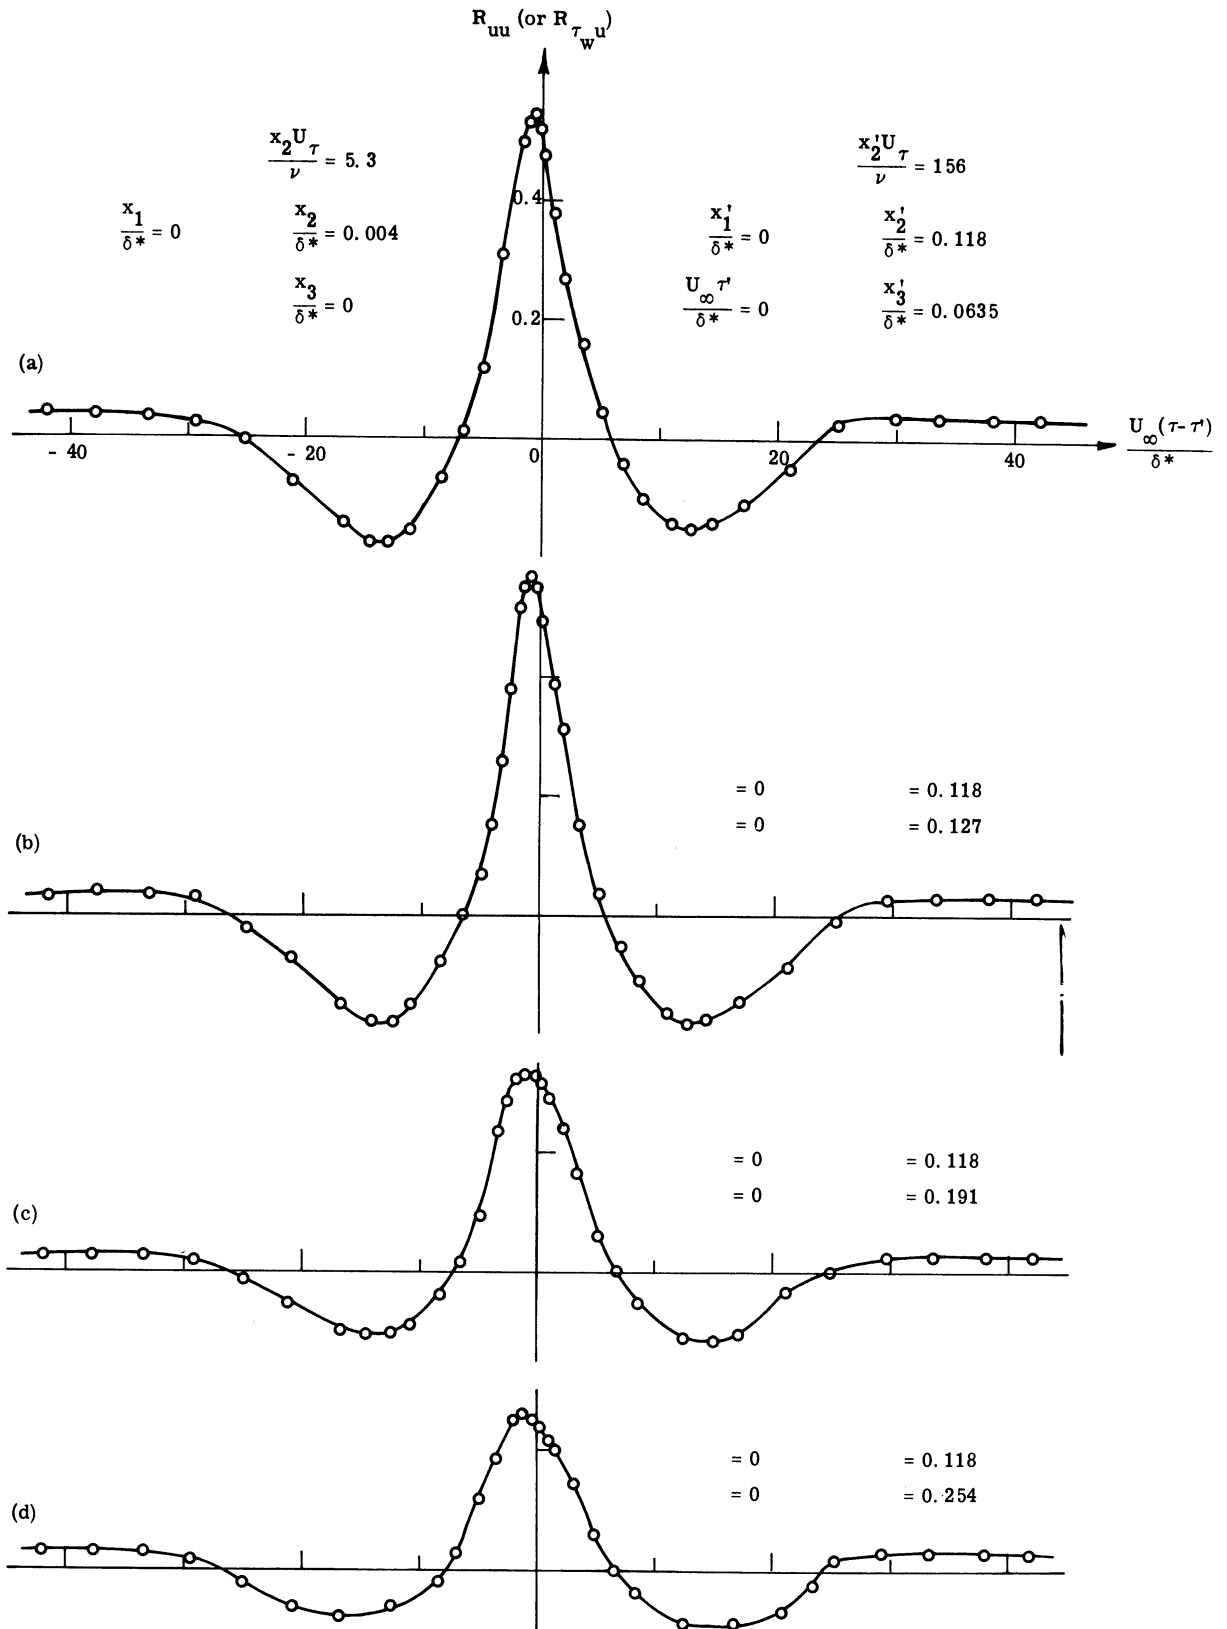 R_uu (or R_τ_w u)
x_2 U_τ / ν = 5.3
x_2' U_τ / ν = 156
0.4
x_1 / δ* = 0
x_2 / δ* = 0.004
x_1' / δ* = 0
x_2' / δ* = 0.118
x_3 / δ* = 0
U_∞ τ' / δ* = 0
x_3' / δ* = 0.0635
0.2
(a)
- 40
- 20
0
20
40
U_∞ (τ- τ') / δ*
= 0
= 0.118
= 0
= 0.127
(b)
= 0
= 0.118
= 0
= 0.191
(c)
= 0
= 0.118
= 0
= 0.254
(d)